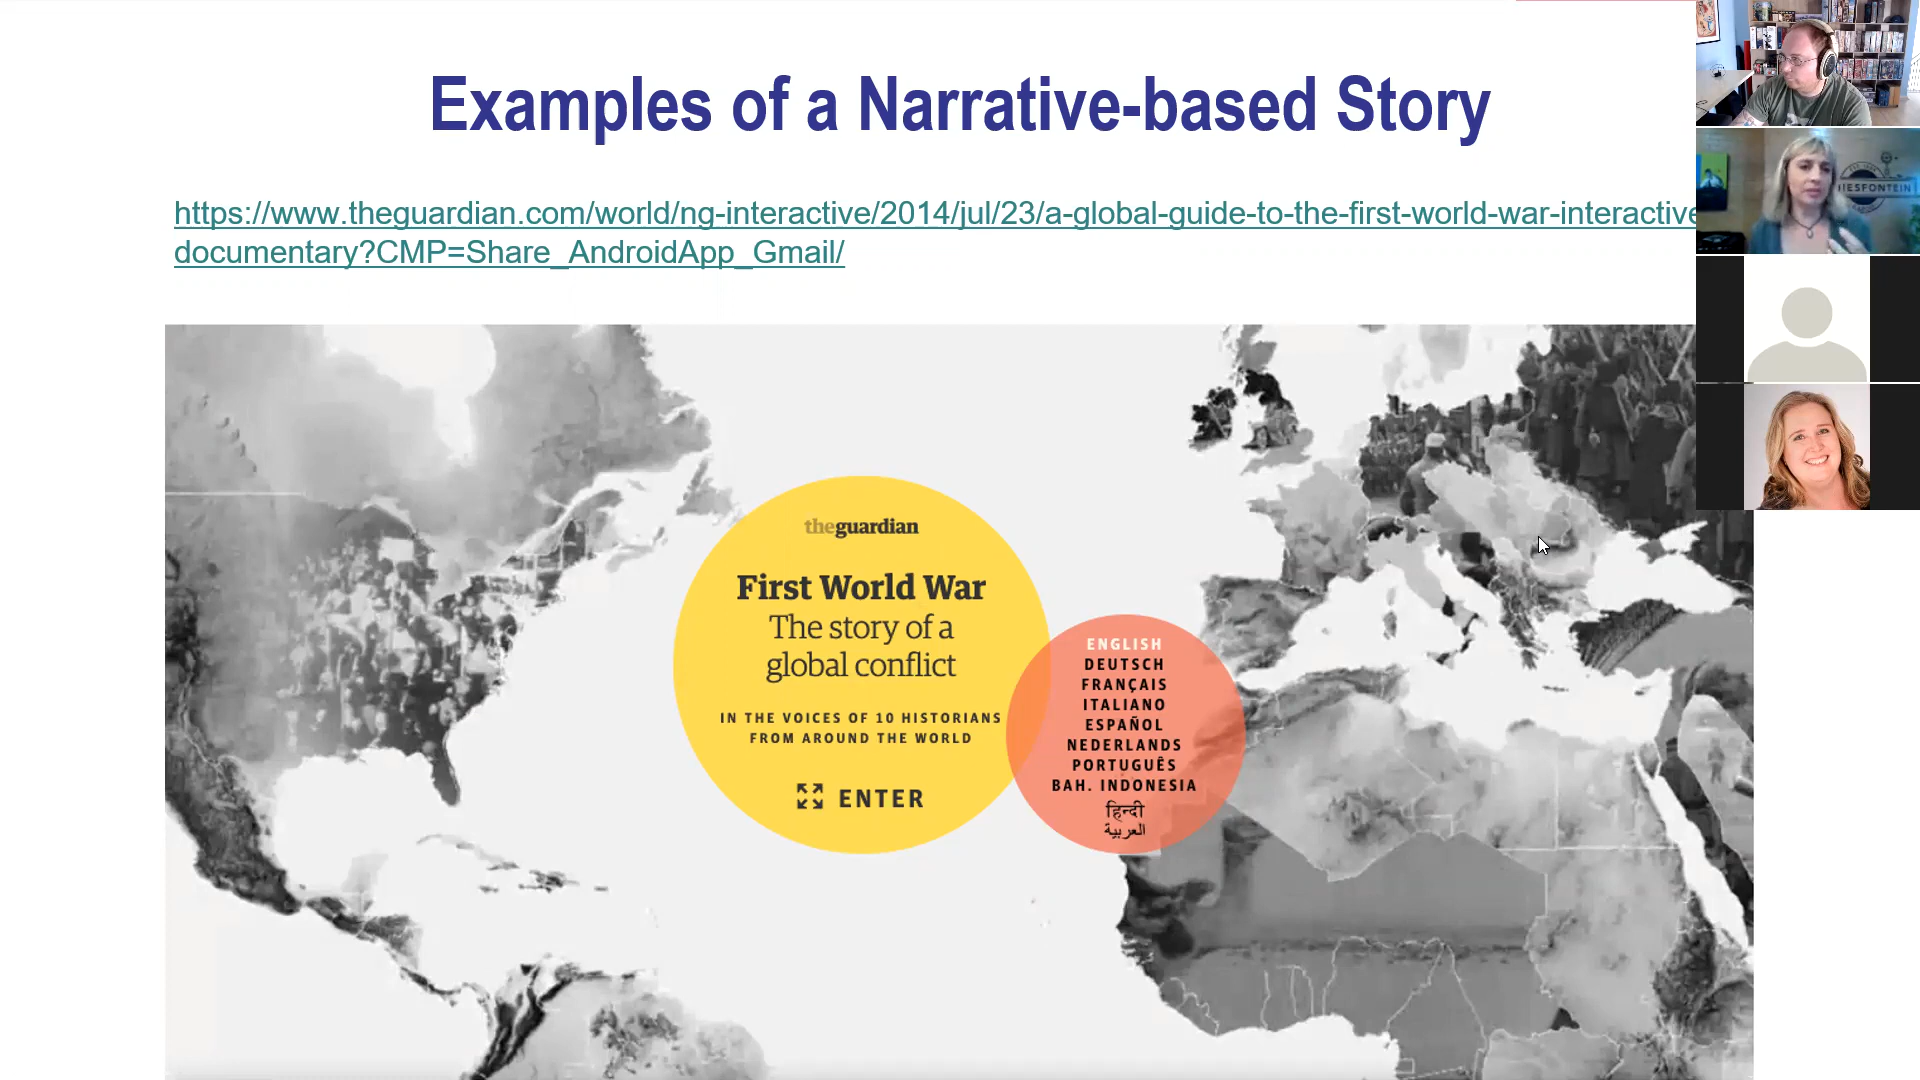 Examples of a Narrative-based Story
https://www.theguardian.com/world/ng-interactive/2014/jul/23/a-global-guide-to-the-first-world-war-interactive
documentary?CMP=Share_AndroidApp_Gmail/
theguardian
First World War
The story of a
global conflict
IN THE VOICES OF 10 HISTORIANS
FROM AROUND THE WORLD
ENTER
ENGLISH
DEUTSCH
FRANÇAIS
ITALIANO
ESPAÑOL
NEDERLANDS
PORTUGUÊS
BAH. INDONESIA
हिन्दी
العربية